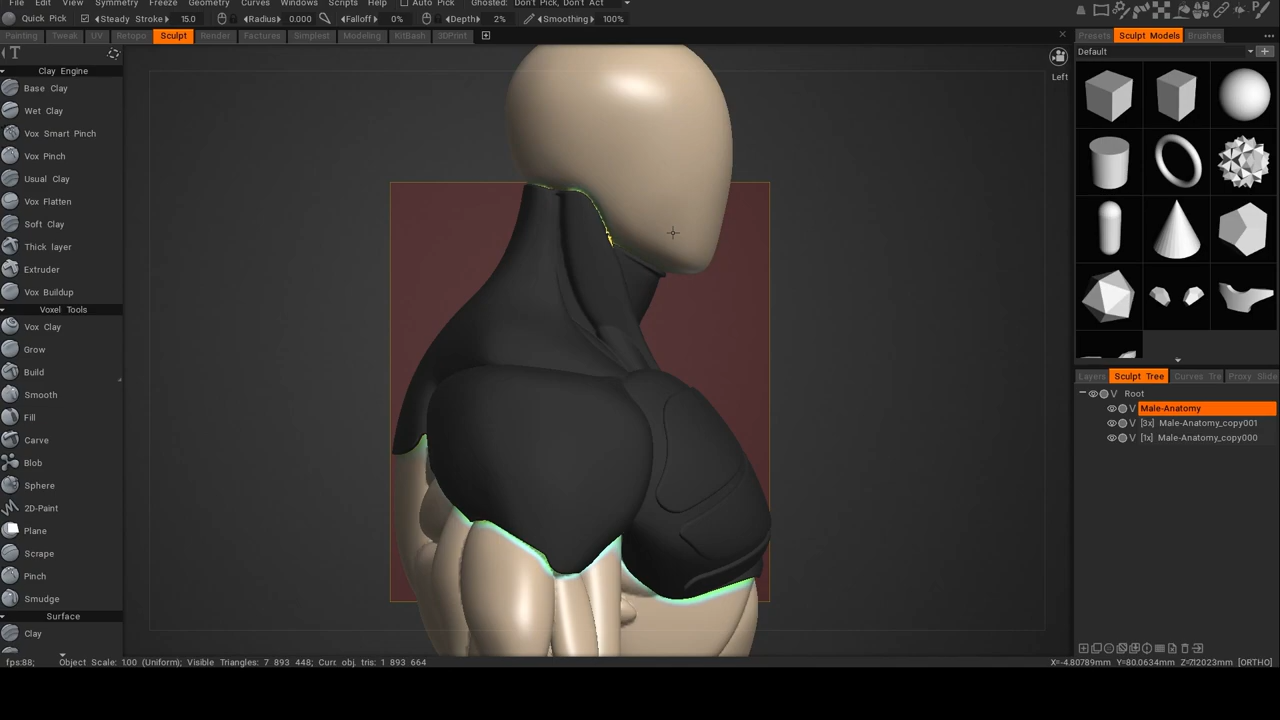 File Edit View Symmetry Freeze Geometry Curves Windows Scripts Help Auto Pick Ghosted: Don't Pick, Don't Act
Quick Pick Steady Stroke 15.0 Radius 0.000 Falloff 0% Depth 2% Smoothing 100%
Painting Tweak UV Retopo Sculpt Render Factures Simplest Modeling KitBash 3DPrint
Presets Sculpt Models Brushes
Default
Left
Clay Engine
Base Clay
Wet Clay
Vox Smart Pinch
Vox Pinch
Usual Clay
Vox Flatten
Soft Clay
Thick layer
Extruder
Vox Buildup
Voxel Tools
Vox Clay
Grow
Build
Smooth
Fill
Carve
Blob
Sphere
2D-Paint
Plane
Scrape
Pinch
Smudge
Surface
Clay
Layers Sculpt Tree Curves Tre Proxy Slide
V Root
V Male-Anatomy
V [3x] Male-Anatomy_copy001
V [1x] Male-Anatomy_copy000
fps:88; Object Scale: 1.00 (Uniform); Visible Triangles: 7 893 448; Curr. obj. tris: 1 893 664
[ORTHO]